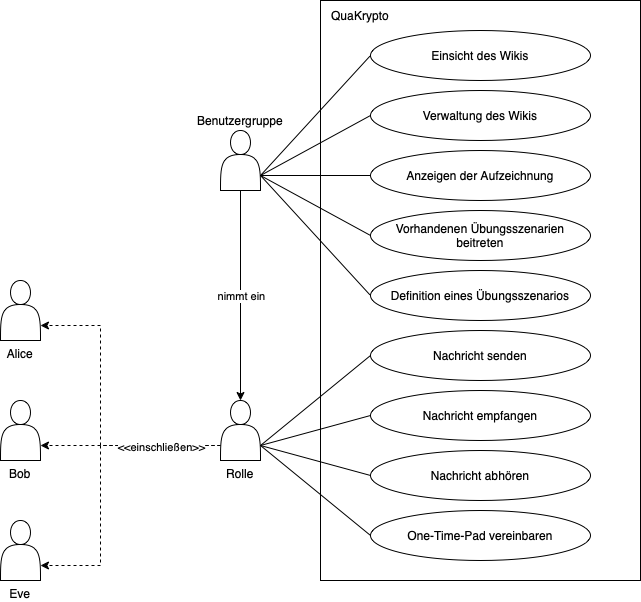 QuaKrypto
Einsicht des Wikis
Benutzergruppe
Verwaltung des Wikis
Anzeigen der Aufzeichnung
Vorhandenen Übungsszenarien
beitreten
nimmt ein
Definition eines Übungsszenarios
Alice
Nachricht senden
Nachricht empfangen
<<einschließen>>
Bob
Rolle
Nachricht abhören
One-Time-Pad vereinbaren
Eve